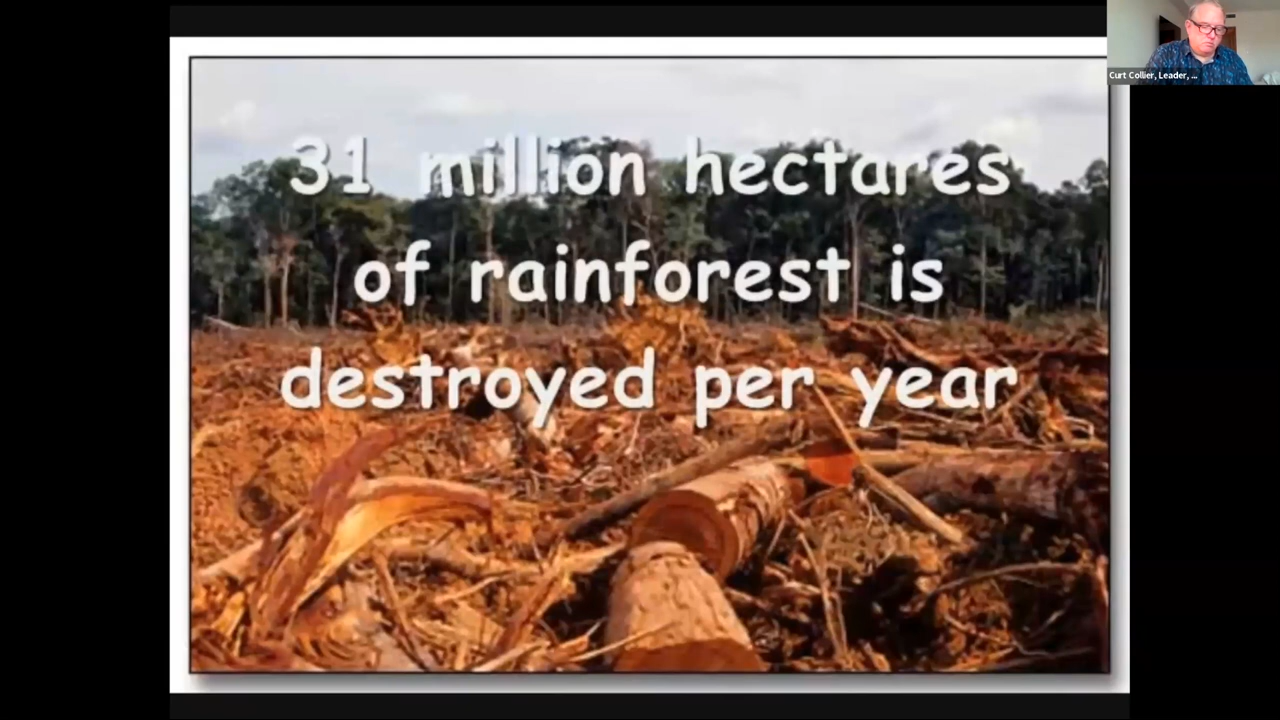 31 million hectares
of rainforest is
destroyed per year
Curt Collier, Leader, ...